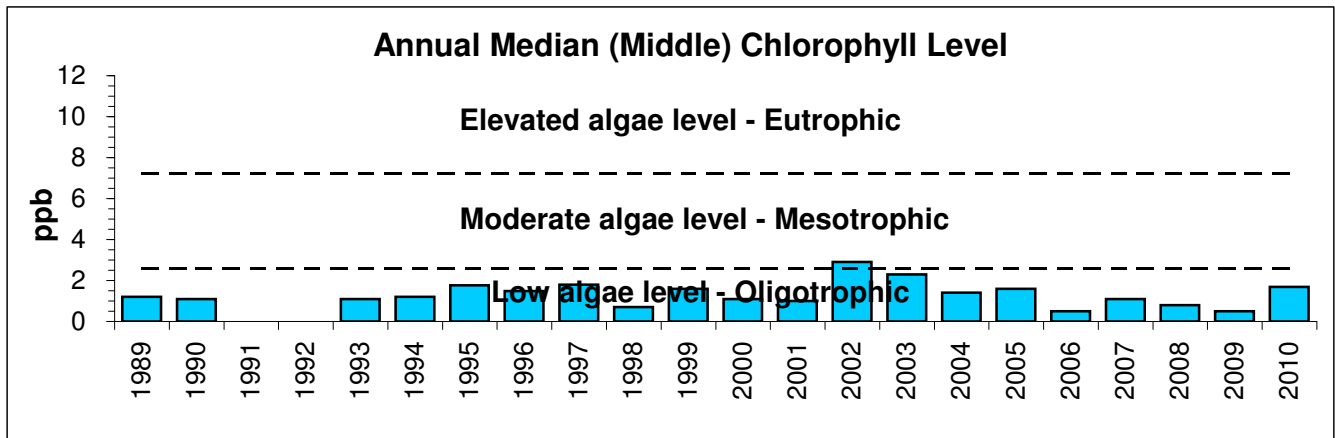 Annual Median (Middle) Chlorophyll Level
12
10
8
6
4
2
0
ppb
Elevated algae level - Eutrophic
Moderate algae level - Mesotrophic
Low algae level - Oligotrophic
1989 1990 1991 1992 1993 1994 1995 1996 1997 1998 1999 2000 2001 2002 2003 2004 2005 2006 2007 2008 2009 2010